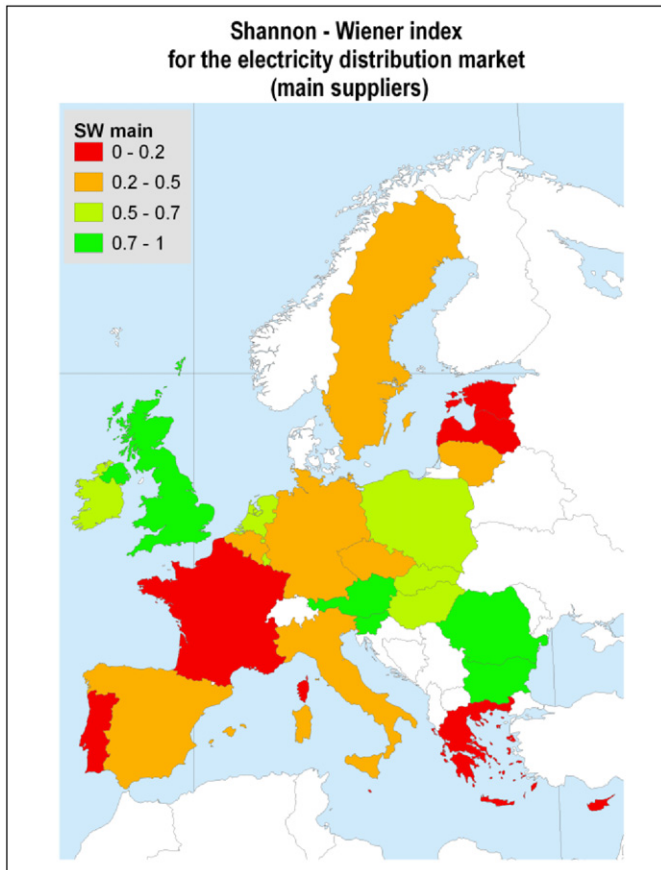 Shannon - Wiener index
for the electricity distribution market
(main suppliers)
SW main
0 - 0.2
0.2 - 0.5
0.5 - 0.7
0.7 - 1